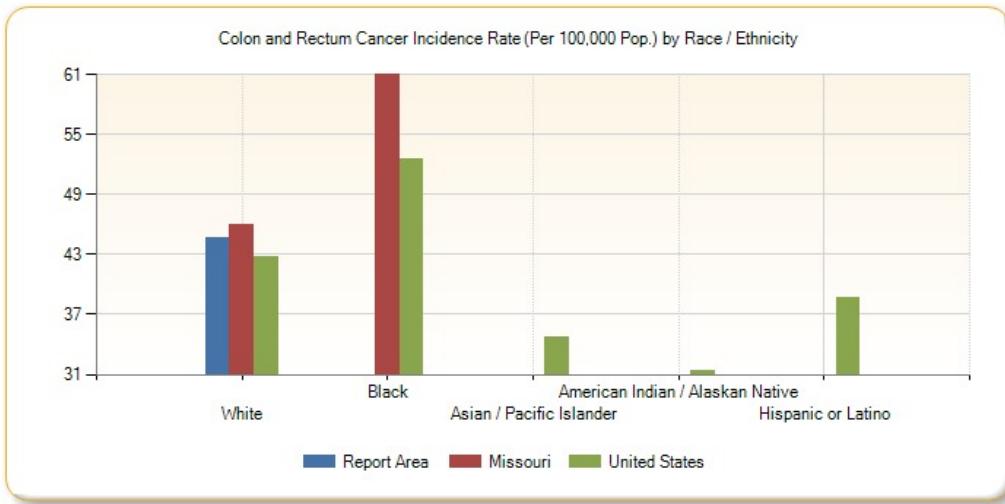 Colon and Rectum Cancer Incidence Rate (Per 100,000 Pop.) by Race / Ethnicity
61
55
49
43
37
31
Black American Indian / Alaskan Native
White Asian / Pacific Islander Hispanic or Latino
Report Area Missouri United States